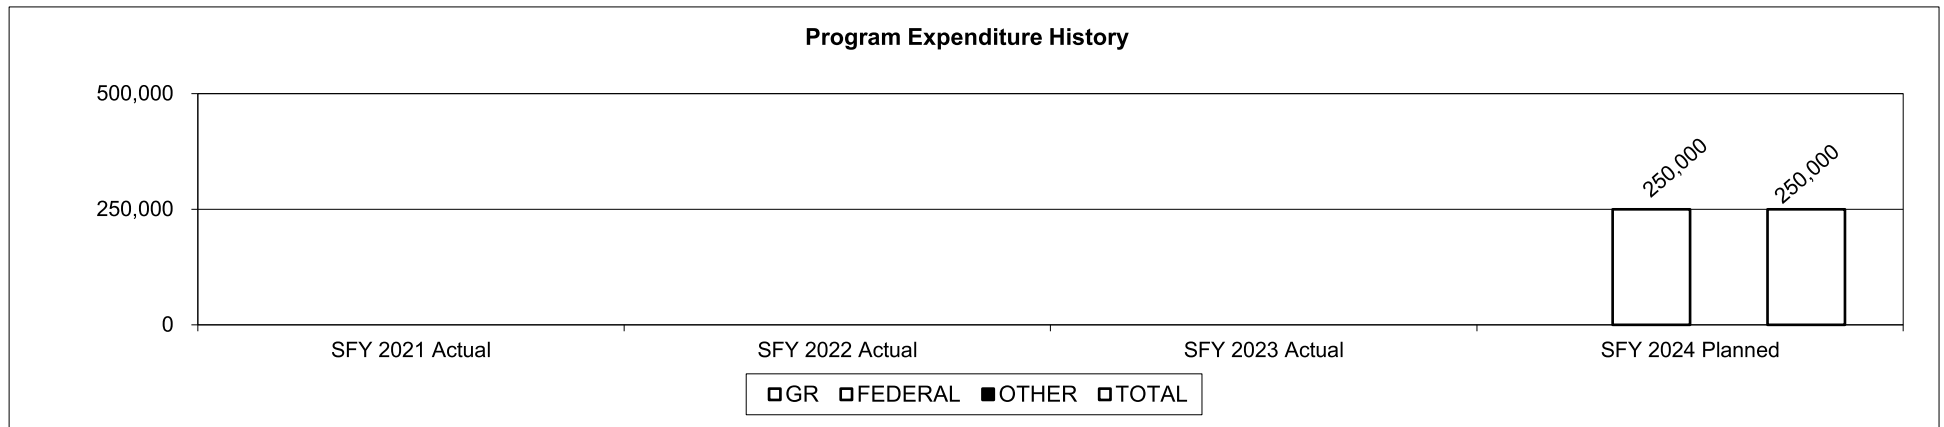 Program Expenditure History
500,000
250,000
0
250,000
250,000
SFY 2021 Actual
SFY 2022 Actual
SFY 2023 Actual
SFY 2024 Planned
GR FEDERAL OTHER TOTAL